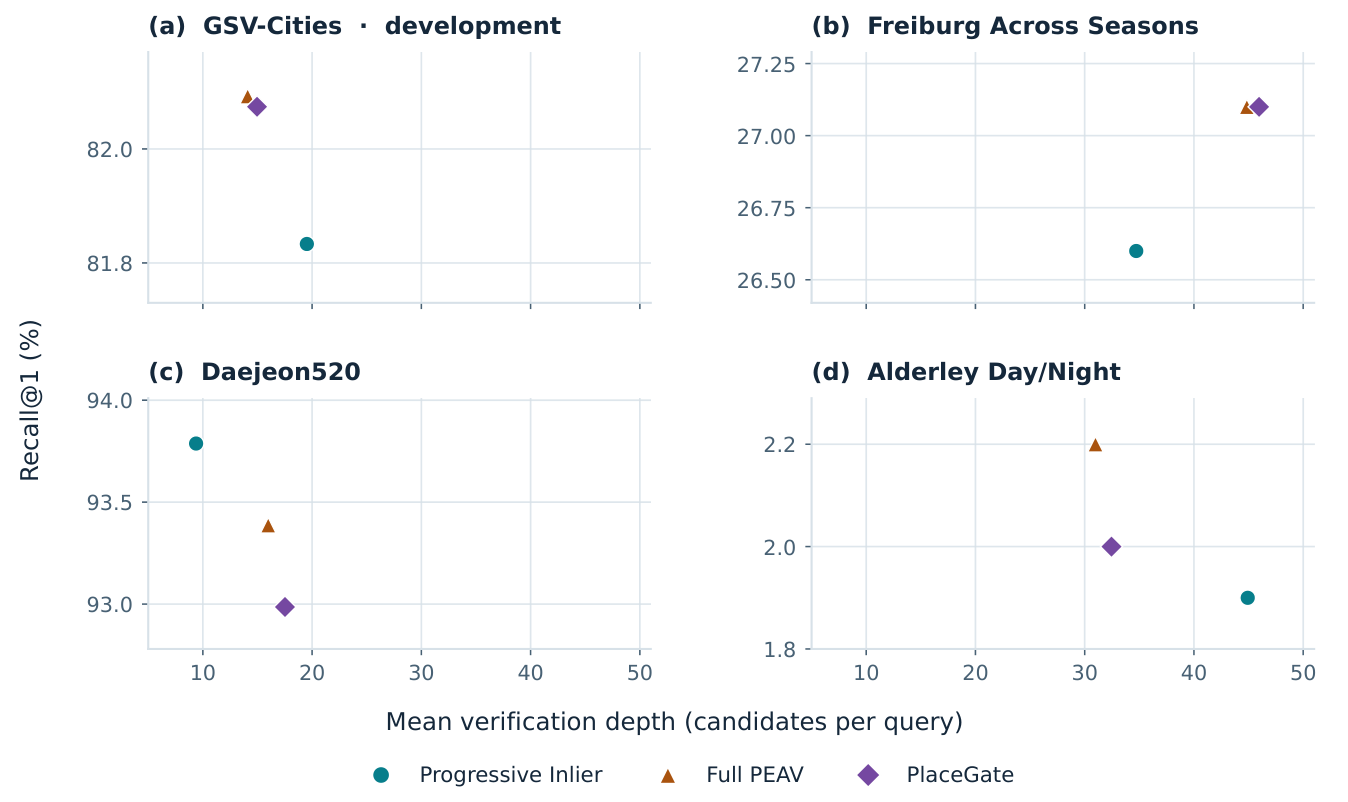 (a) GSV-Cities · development
82.0
81.8
(b) Freiburg Across Seasons
27.25
27.00
26.75
26.50
Recall@1 (%)
(c) Daejeon520
94.0
93.5
93.0
10 20 30 40 50
(d) Alderley Day/Night
2.2
2.0
1.8
10 20 30 40 50
Mean verification depth (candidates per query)
Progressive Inlier Full PEAV PlaceGate